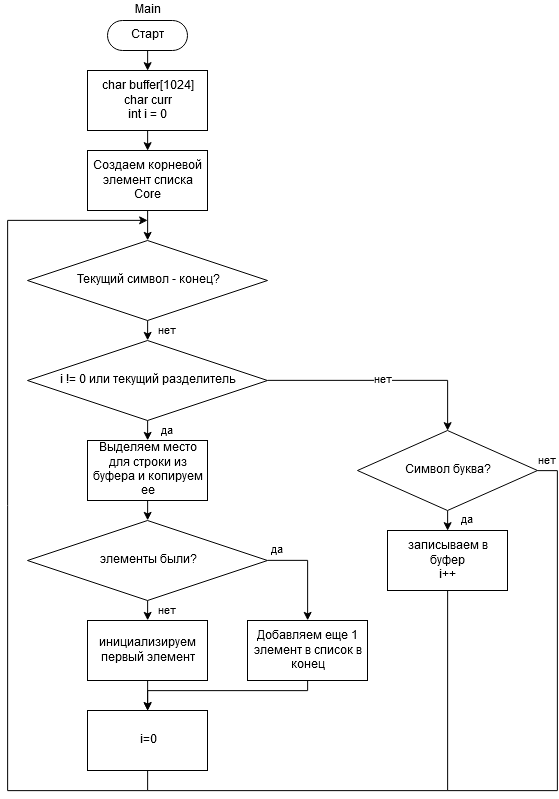 Main
Старт
char buffer[1024]
char curr
int i = 0
Создаем корневой
элемент списка
Core
Текущий символ - конец?
нет
i != 0 или текущий разделитель
нет
да
Выделяем место
для строки из
буфера и копируем
ее
Символ буква?
нет
да
записываем в
буфер
i++
элементы были?
да
нет
инициализируем
первый элемент
Добавляем еще 1
элемент в список в
конец
i=0